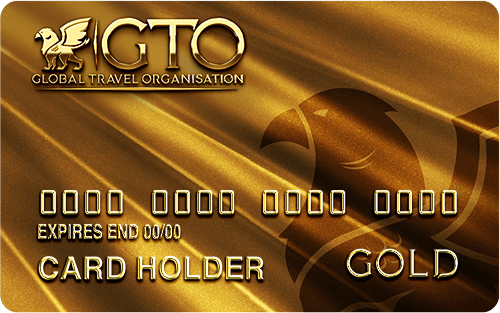 GTO
GLOBAL TRAVEL ORGANISATION
0000 0000 0000 0000
EXPIRES END 00/00
CARD HOLDER
GOLD